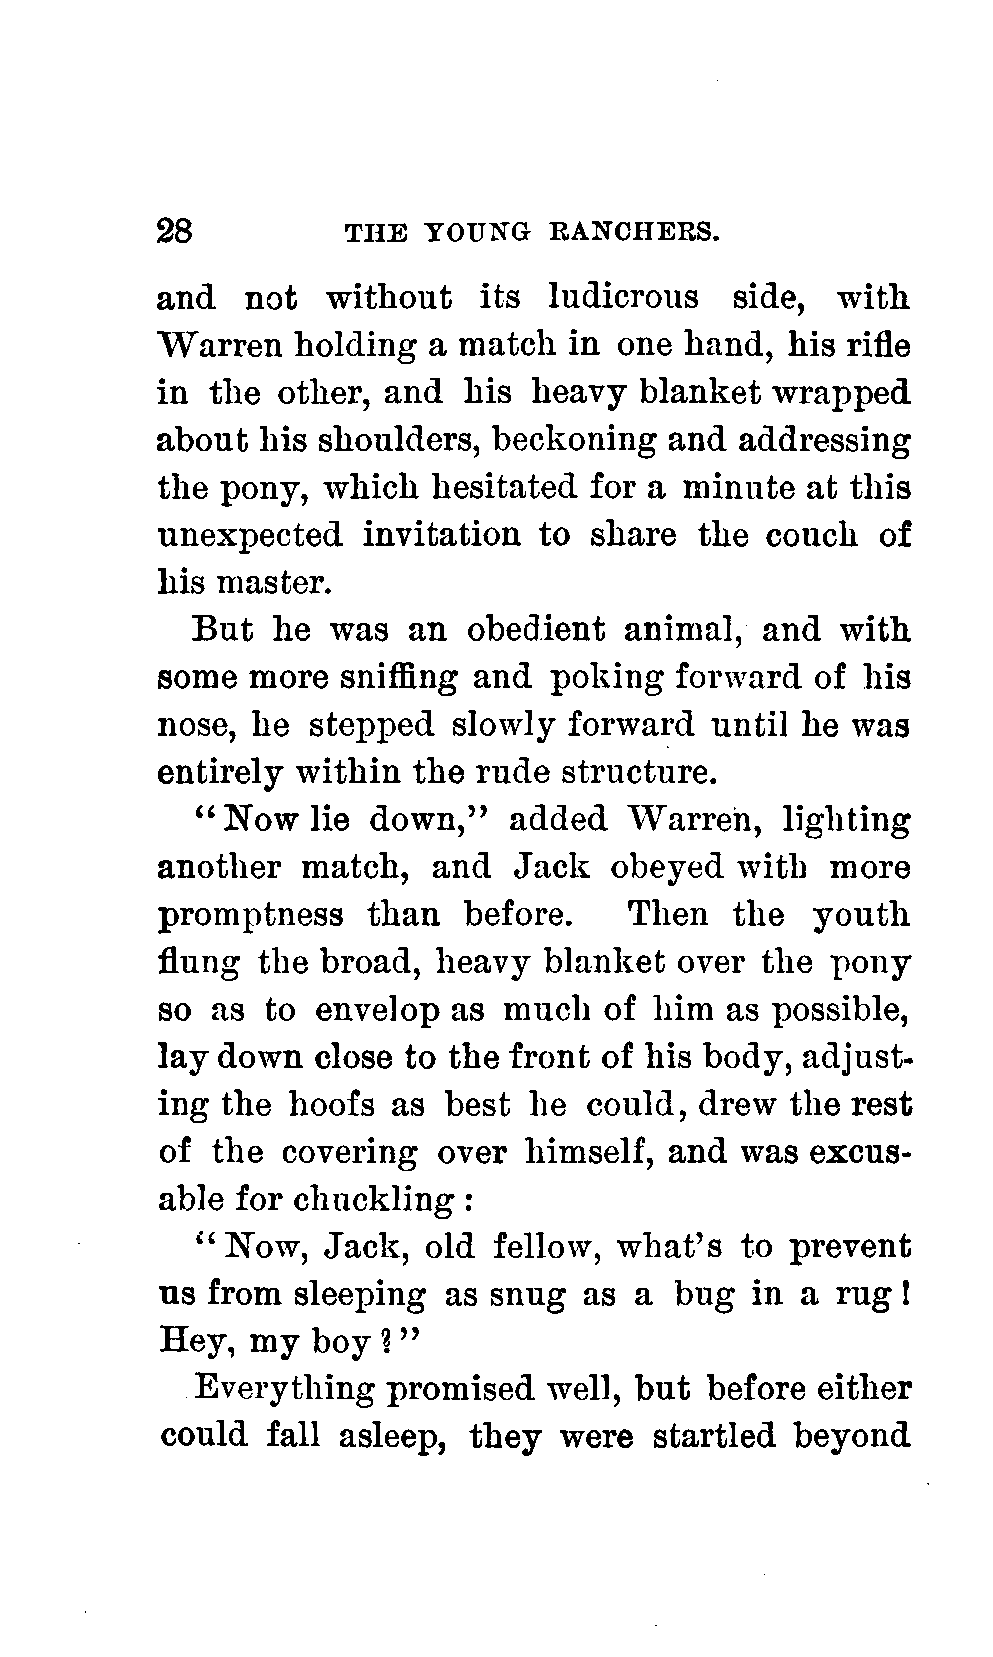 28 THE YOUNG RANCHERS.
and not without its ludicrous side, with
Warren holding a match in one hand, his rifle
in the other, and his heavy blanket wrapped
about his shoulders, beckoning and addressing
the pony, which hesitated for a minute at this
unexpected invitation to share the couch of
his master.
But he was an obedient animal, and with
some more sniffing and poking forward of his
nose, he stepped slowly forward until he was
entirely within the rude structure.
“Now lie down,” added Warren, lighting
another match, and Jack obeyed with more
promptness than before. Then the youth
flung the broad, heavy blanket over the pony
so as to envelop as much of him as possible,
lay down close to the front of his body, adjust-
ing the hoofs as best he could, drew the rest
of the covering over himself, and was excus-
able for chuckling :
“Now, Jack, old fellow, what’s to prevent
us from sleeping as snug as a bug in a rug !
Hey, my boy ?”
Everything promised well, but before either
could fall asleep, they were startled beyond